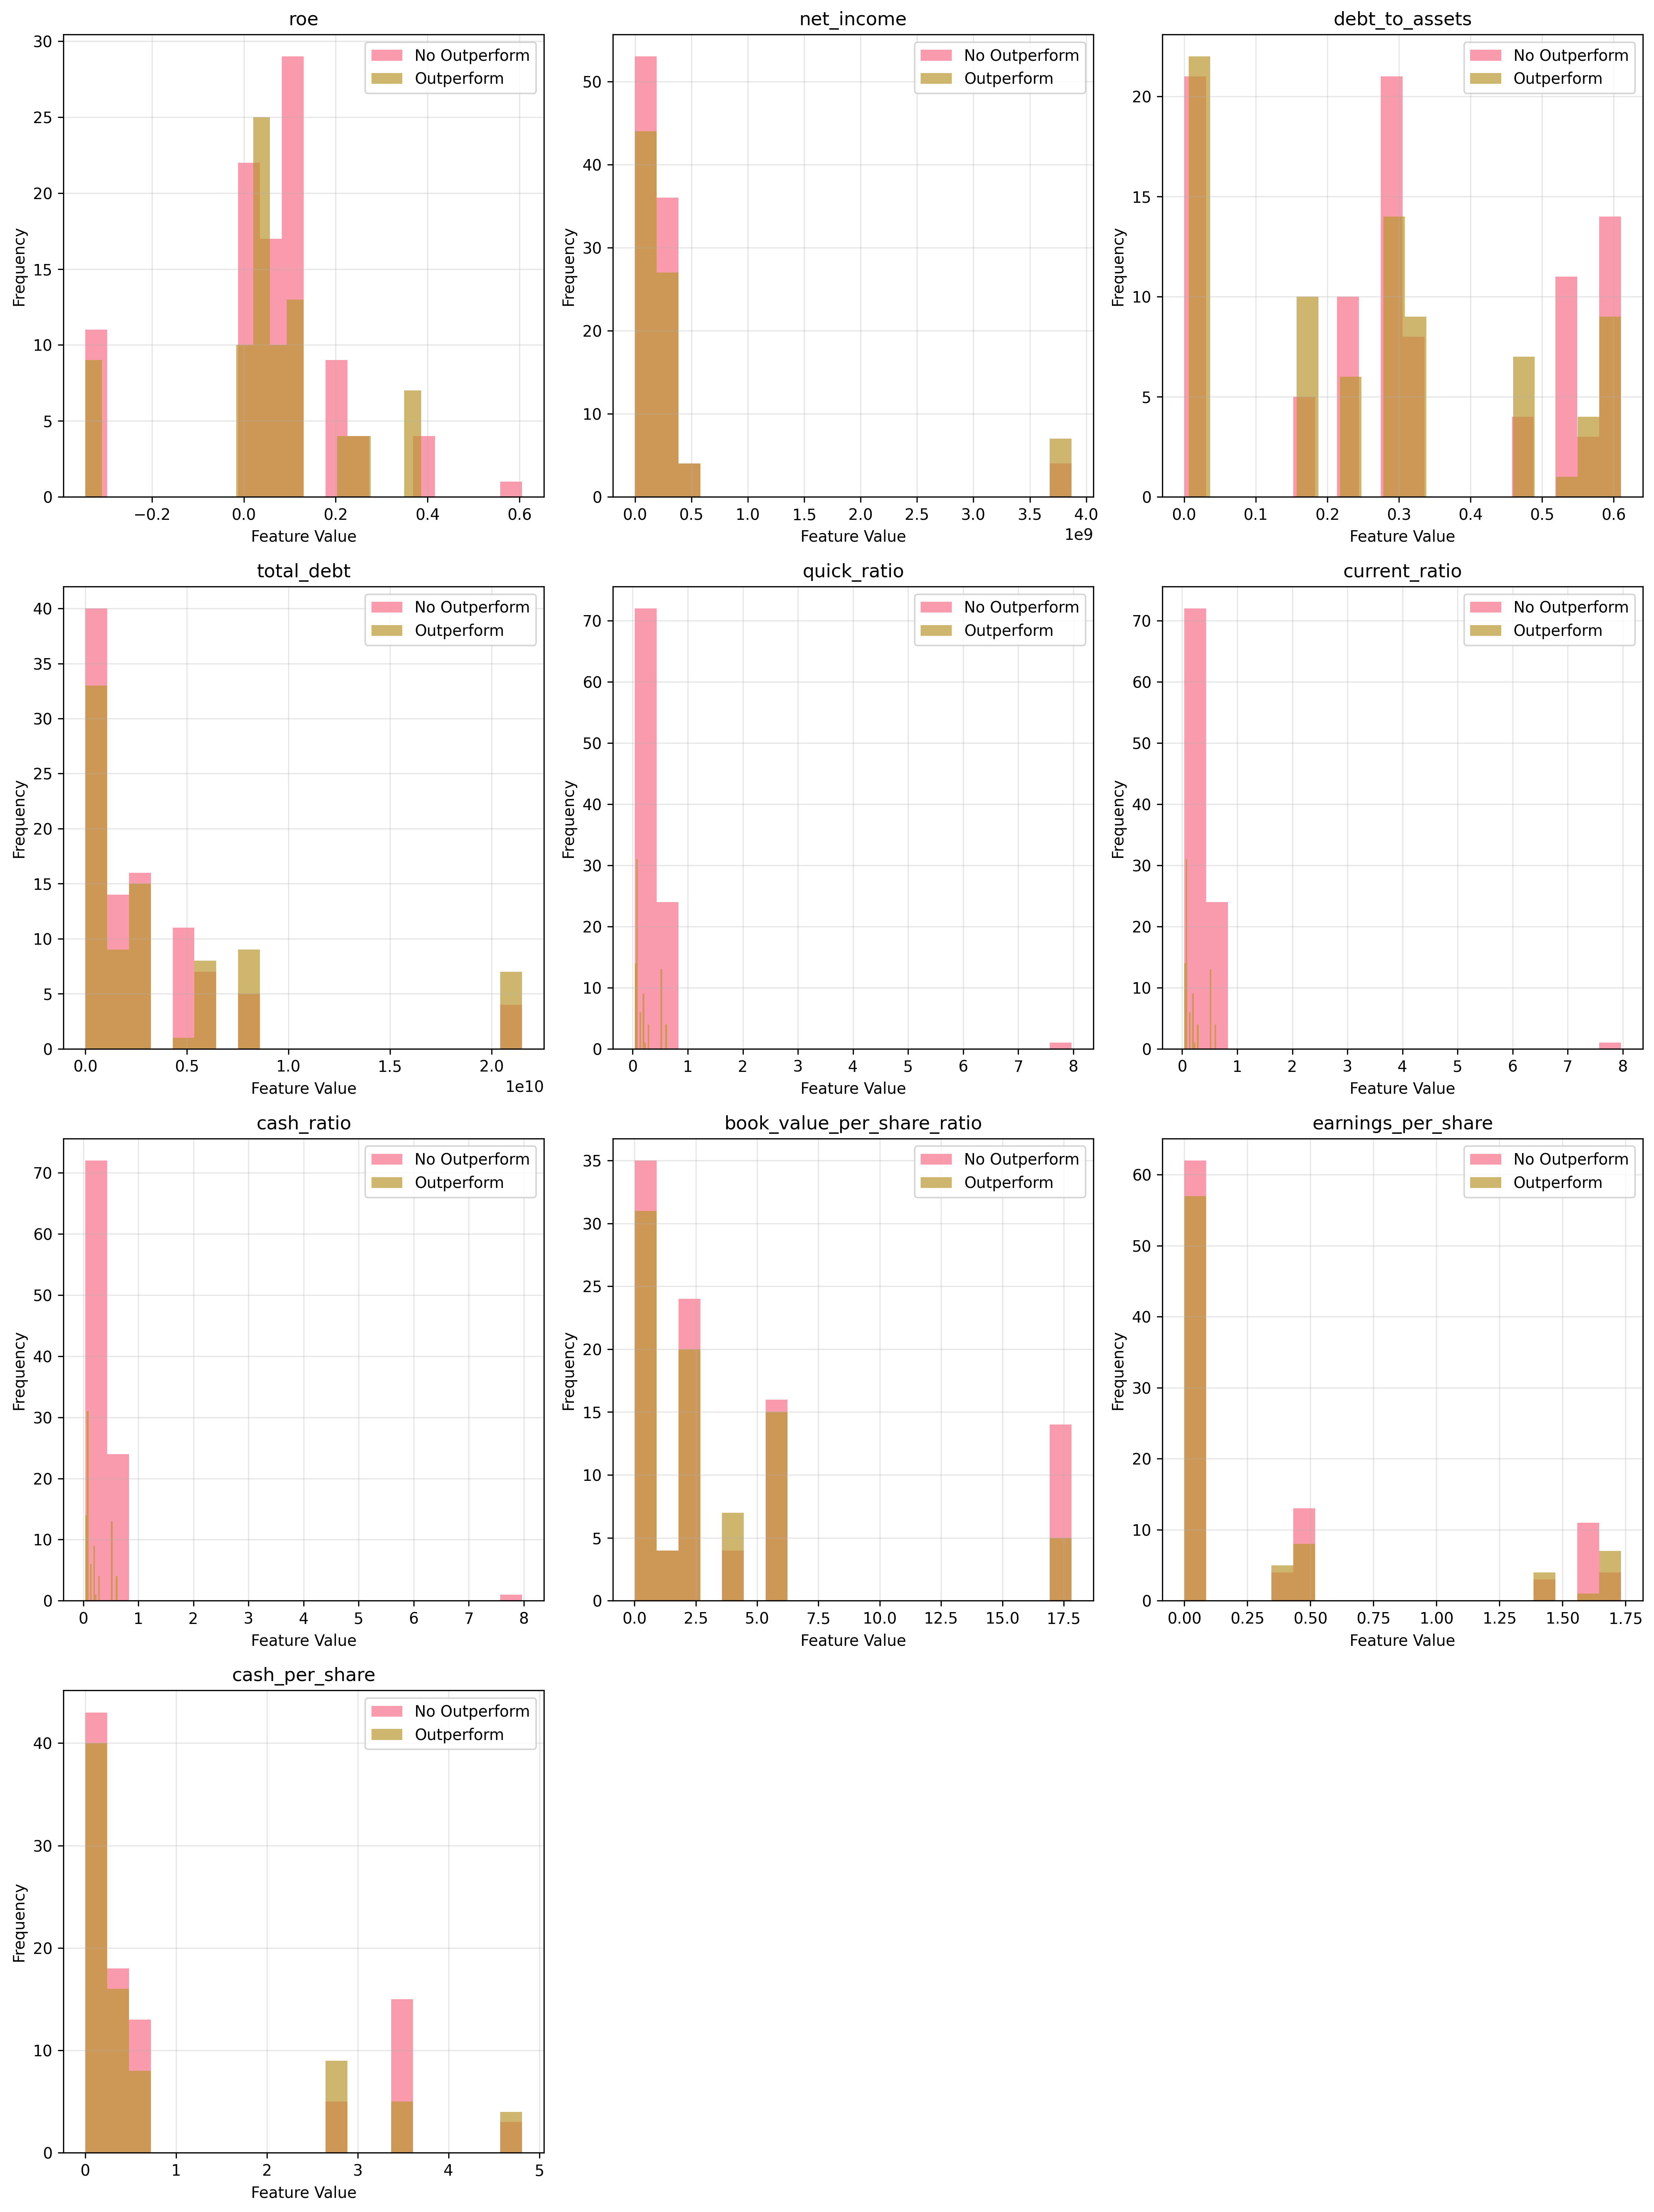 roe
No Outperform
Outperform
Frequency
30
25
20
15
10
5
0
−0.2 0.0 0.2 0.4 0.6
Feature Value
net_income
No Outperform
Outperform
Frequency
50
40
30
20
10
0
0.0 0.5 1.0 1.5 2.0 2.5 3.0 3.5 4.0
1e9
Feature Value
debt_to_assets
No Outperform
Outperform
Frequency
20
15
10
5
0
0.0 0.1 0.2 0.3 0.4 0.5 0.6
Feature Value
total_debt
No Outperform
Outperform
Frequency
40
35
30
25
20
15
10
5
0
0.0 0.5 1.0 1.5 2.0
1e10
Feature Value
quick_ratio
No Outperform
Outperform
Frequency
70
60
50
40
30
20
10
0
0 1 2 3 4 5 6 7 8
Feature Value
current_ratio
No Outperform
Outperform
Frequency
70
60
50
40
30
20
10
0
0 1 2 3 4 5 6 7 8
Feature Value
cash_ratio
No Outperform
Outperform
Frequency
70
60
50
40
30
20
10
0
0 1 2 3 4 5 6 7 8
Feature Value
book_value_per_share_ratio
No Outperform
Outperform
Frequency
35
30
25
20
15
10
5
0
0.0 2.5 5.0 7.5 10.0 12.5 15.0 17.5
Feature Value
earnings_per_share
No Outperform
Outperform
Frequency
60
50
40
30
20
10
0
0.00 0.25 0.50 0.75 1.00 1.25 1.50 1.75
Feature Value
cash_per_share
No Outperform
Outperform
Frequency
40
30
20
10
0
0 1 2 3 4 5
Feature Value